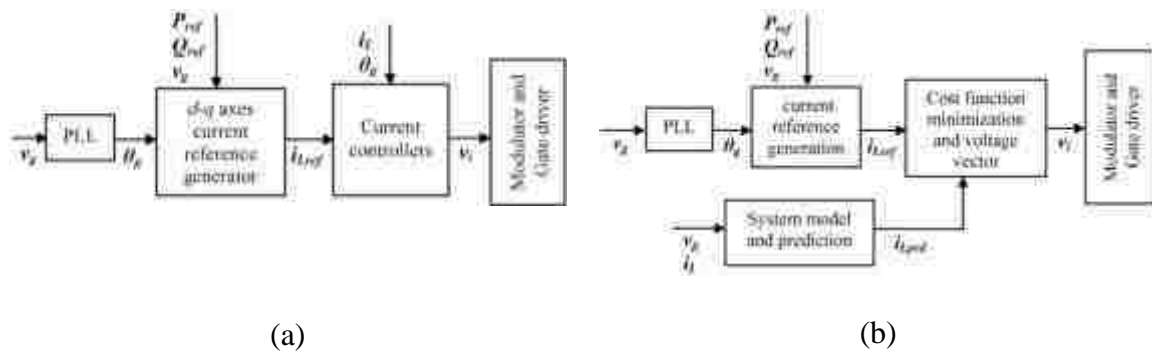 P_ref
Q_ref
v_g
i_L
θ_g
PLL
d-q axes
current
reference
generator
Current
controllers
Modulator and
Gate driver
v_g
θ_g
i_Lref
v_i
(a)
P_ref
Q_ref
v_g
PLL
current
reference
generation
Cost function
minimization
and voltage
vector
Modulator and
Gate driver
v_g
θ_g
i_Lref
v_i
System model
and prediction
v_g
i_L
i_Lpred
(b)